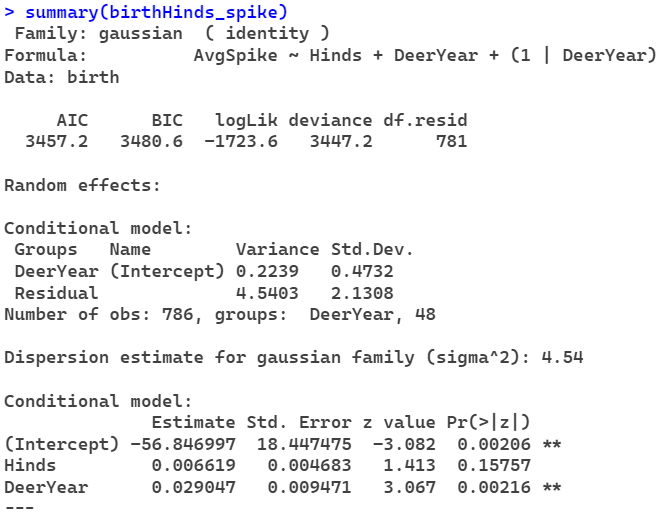 > summary(birthHinds_spike)
Family: gaussian  ( identity )
Formula:          AvgSpike ~ Hinds + DeerYear + (1 | DeerYear)
Data: birth
AIC      BIC   logLik deviance df.resid
3457.2   3480.6  -1723.6   3447.2      781
Random effects:
Conditional model:
Groups   Name        Variance Std.Dev.
DeerYear (Intercept) 0.2239   0.4732
Residual             4.5403   2.1308
Number of obs: 786, groups:  DeerYear, 48
Dispersion estimate for gaussian family (sigma^2): 4.54
Conditional model:
Estimate Std. Error z value Pr(>|z|)
(Intercept) -56.846997  18.447475  -3.082  0.00206 **
Hinds         0.006619   0.004683   1.413  0.15757
DeerYear      0.029047   0.009471   3.067  0.00216 **
---